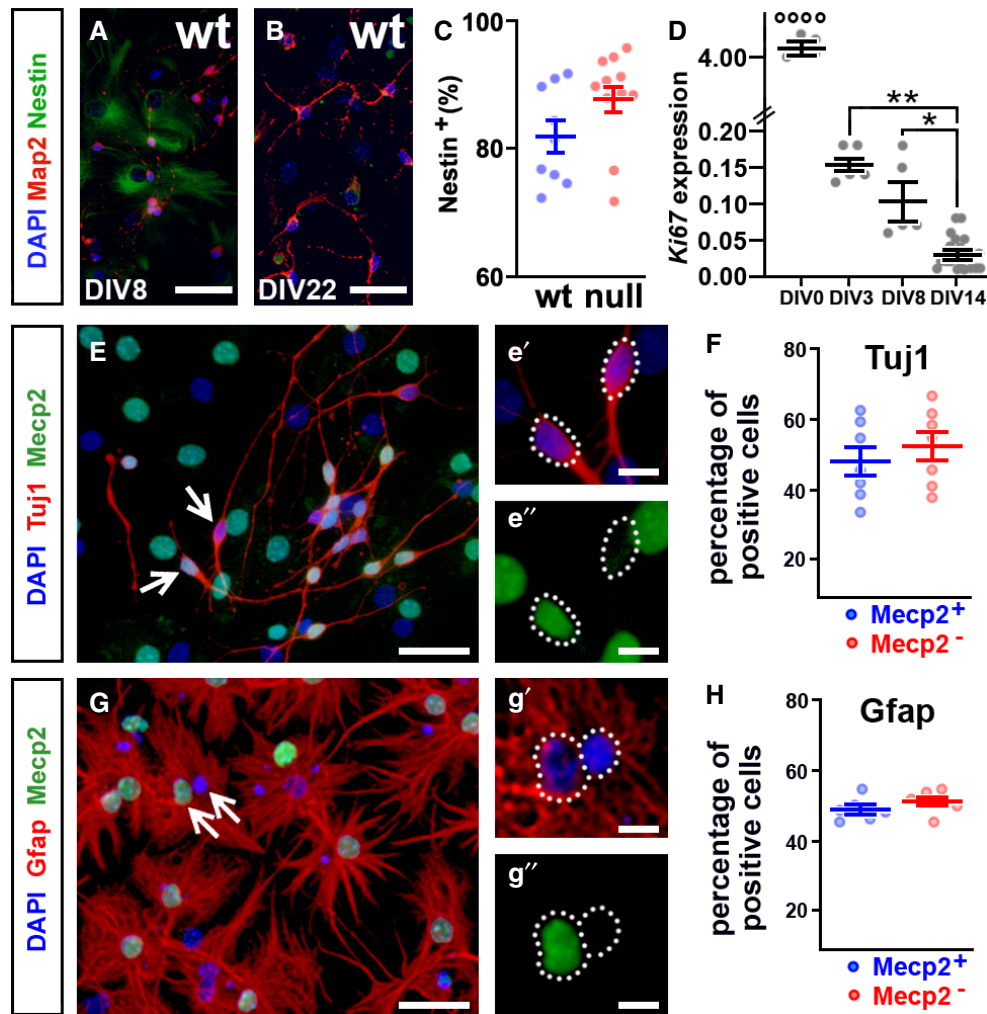 DAPI Map2 Nestin
A
wt
DIV8
B
wt
DIV22
C
Nestin + (%)
100
80
60
wt null
D
Ki67 expression
4.00
0.20
0.15
0.10
0.05
0.00
°°°°
**
*
DIV0 DIV3 DIV8 DIV14
DAPI Tuj1 Mecp2
E
e′
e″
F
Tuj1
percentage of
positive cells
80
60
40
20
Mecp2+
Mecp2 -
DAPI Gfap Mecp2
G
g′
g″
H
Gfap
percentage of
positive cells
80
60
40
20
Mecp2+
Mecp2 -